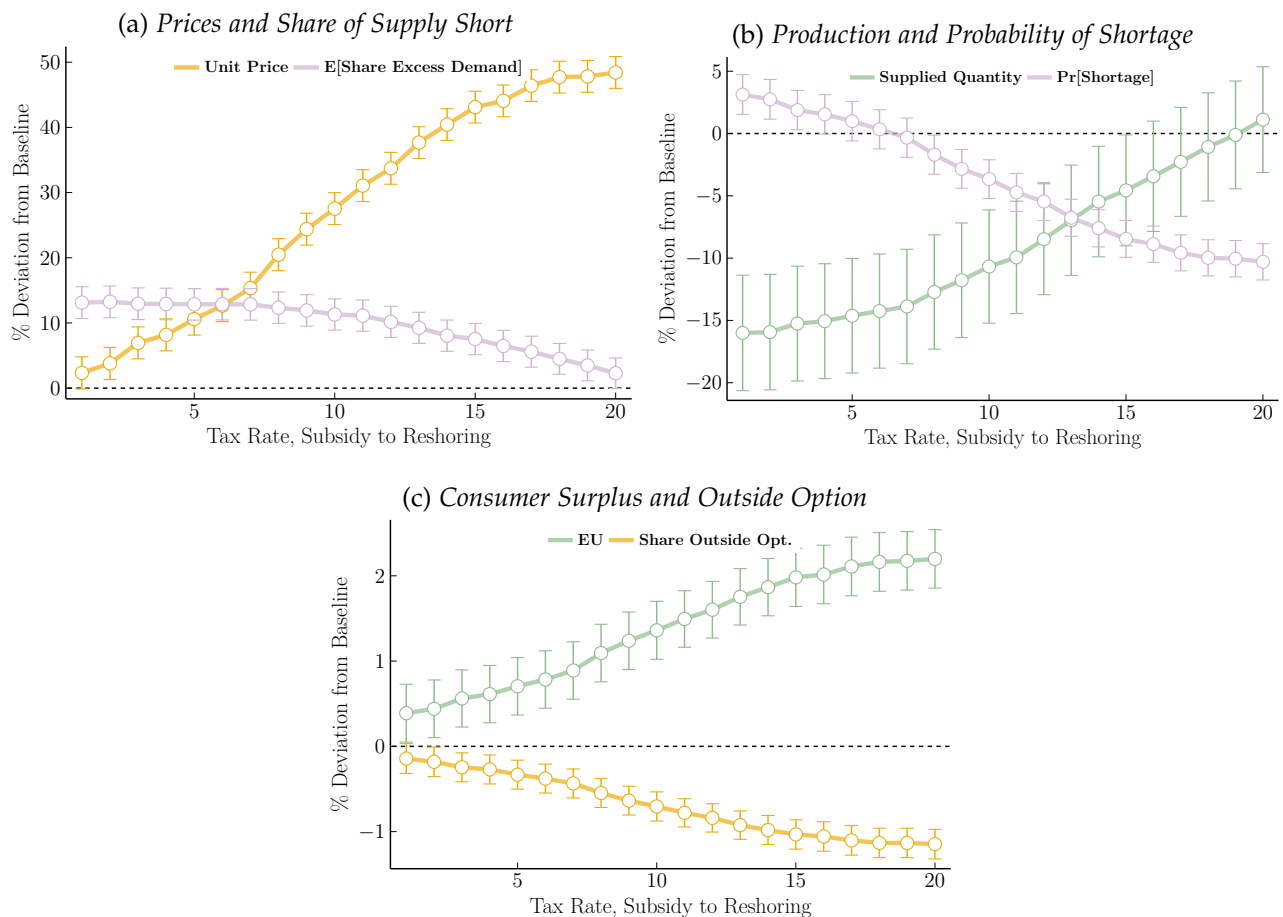 (a) Prices and Share of Supply Short
Unit Price E[Share Excess Demand]
% Deviation from Baseline
50
40
30
20
10
0
5 10 15 20
Tax Rate, Subsidy to Reshoring
(b) Production and Probability of Shortage
Supplied Quantity Pr[Shortage]
% Deviation from Baseline
5
0
−5
−10
−15
−20
5 10 15 20
Tax Rate, Subsidy to Reshoring
(c) Consumer Surplus and Outside Option
EU Share Outside Opt.
% Deviation from Baseline
2
1
0
−1
5 10 15 20
Tax Rate, Subsidy to Reshoring